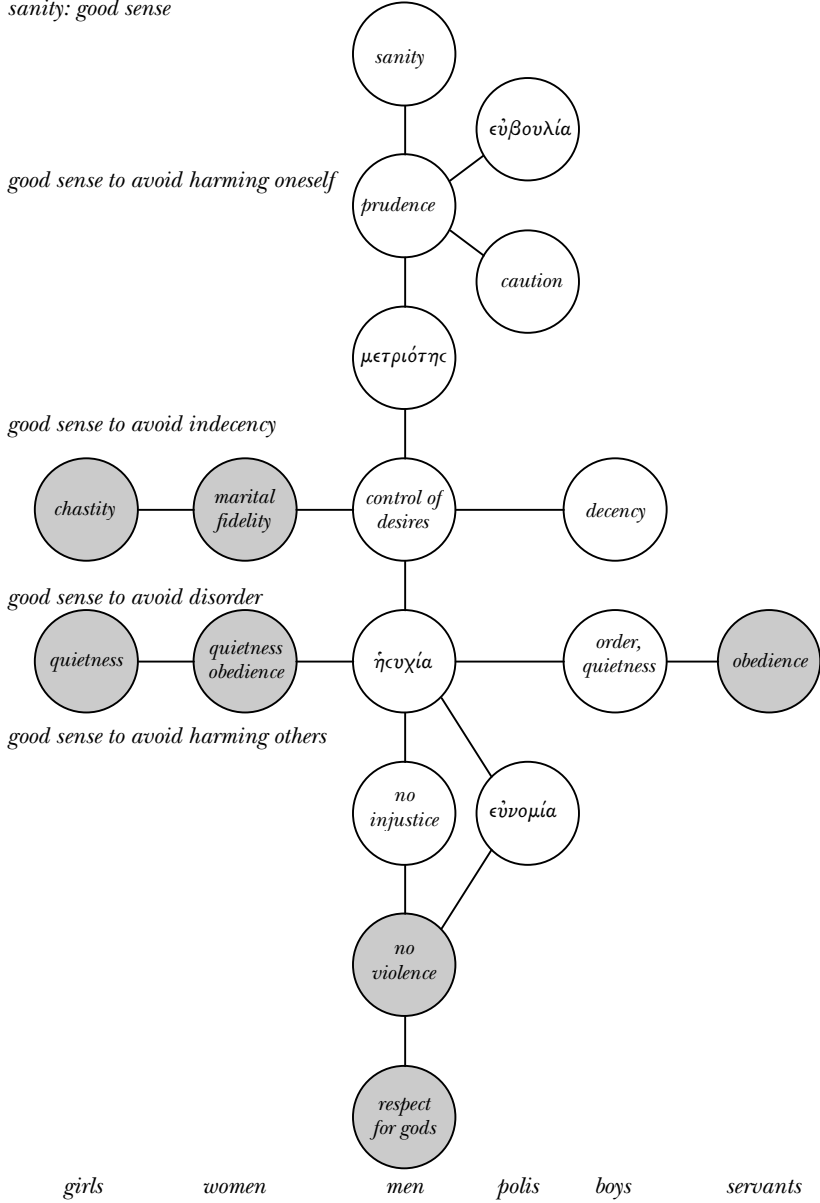 sanity: good sense
sanity
εὐβουλία
good sense to avoid harming oneself
prudence
caution
μετριότηϲ
good sense to avoid indecency
chastity
marital
fidelity
control of
desires
decency
good sense to avoid disorder
quietness
quietness
obedience
ἡϲυχία
order,
quietness
obedience
good sense to avoid harming others
no
injustice
εὐνομία
no
violence
respect
for gods
girls women men polis boys servants